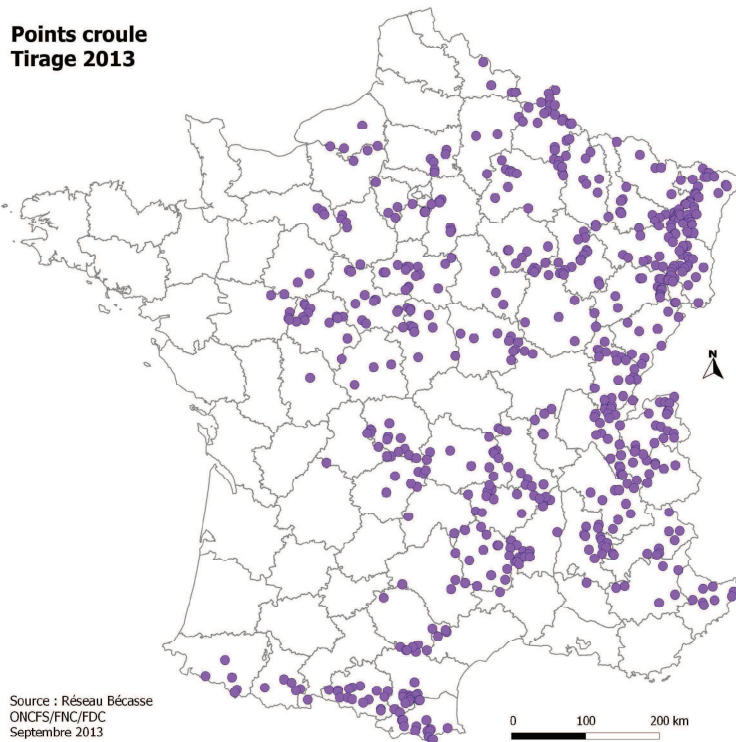 Points croule
Tirage 2013
N
Source : Réseau Bécasse
ONCFS/FNC/FDC
Septembre 2013
0 100 200 km